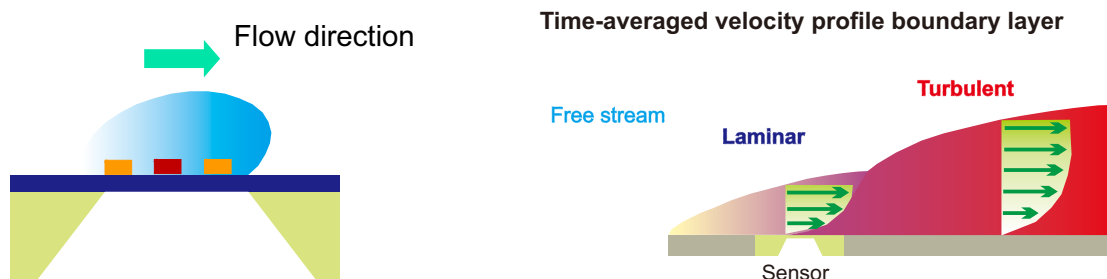 Flow direction
Time-averaged velocity profile boundary layer
Free stream
Laminar
Turbulent
Sensor